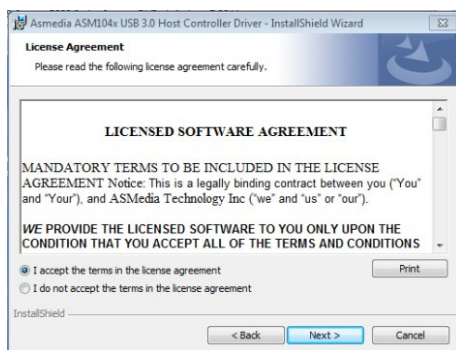 Asmedia ASM104x USB 3.0 Host Controller Driver - InstallShield Wizard
License Agreement
Please read the following license agreement carefully.
LICENSED SOFTWARE AGREEMENT
MANDATORY TERMS TO BE INCLUDED IN THE LICENSE
AGREEMENT Notice: This is a legally binding contract between you ("You"
and "Your"), and ASMedia Technology Inc ("we" and "us" or "our").
WE PROVIDE THE LICENSED SOFTWARE TO YOU ONLY UPON THE
CONDITION THAT YOU ACCEPT ALL OF THE TERMS AND CONDITIONS
I accept the terms in the license agreement
Print
I do not accept the terms in the license agreement
InstallShield
< Back
Next >
Cancel